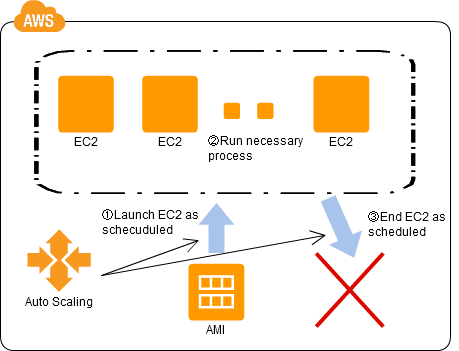 AWS
EC2
EC2
EC2
②Run necessary
process
①Launch EC2 as
schecuduled
③End EC2 as
scheduled
Auto Scaling
AMI